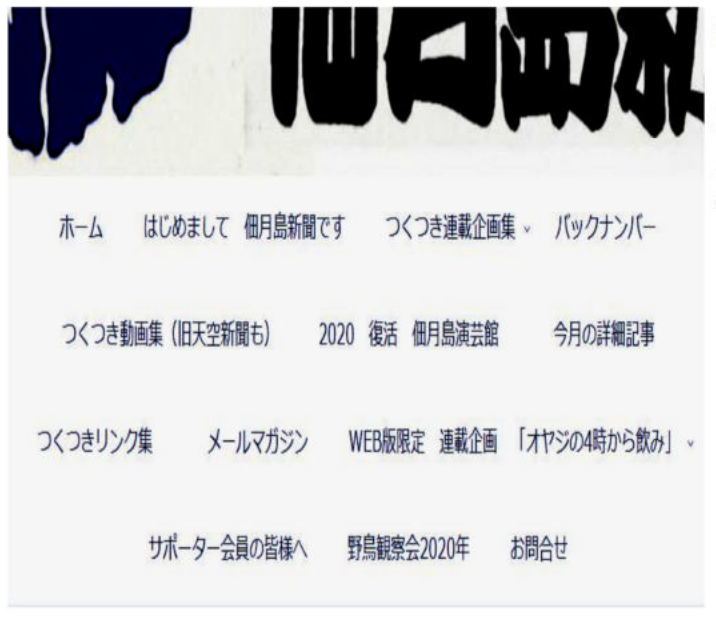 ホーム はじめまして 佃月島新聞です つくつき連載企画集 バックナンバー
つくつき動画集（旧天空新聞も） 2020 復活 佃月島演芸館 今月の詳細記事
つくつきリンク集 メールマガジン WEB版限定 連載企画 「オヤジの4時から飲み」
サポーター会員の皆様へ 野鳥観察会2020年 お問合せ